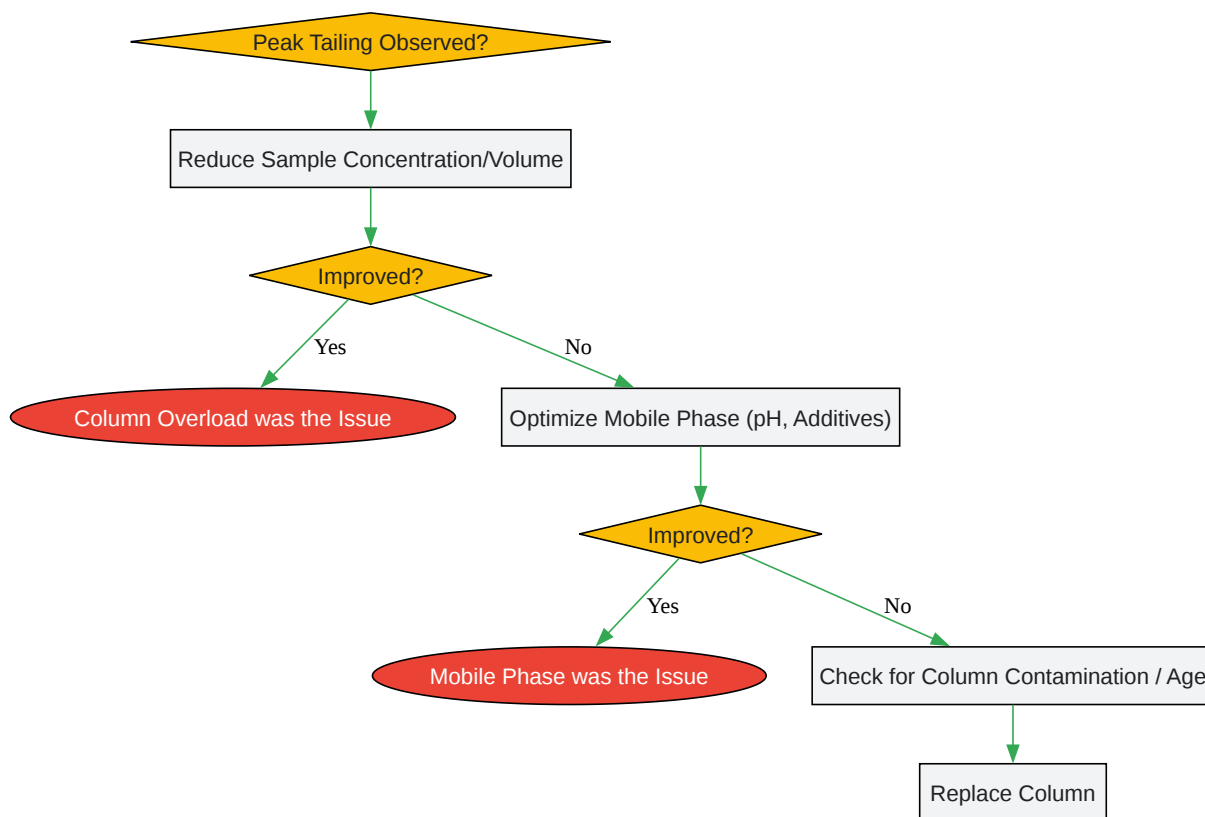 Peak Tailing Observed?
Reduce Sample Concentration/Volume
Improved?
Yes
No
Column Overload was the Issue
Optimize Mobile Phase (pH, Additives)
Improved?
Yes
No
Mobile Phase was the Issue
Check for Column Contamination / Age
Replace Column